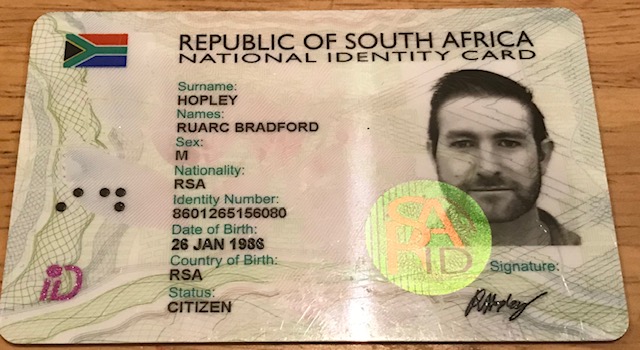 REPUBLIC OF SOUTH AFRICA
NATIONAL IDENTITY CARD
Surname:
HOPLEY
Names:
RUARC BRADFORD
Sex:
M
Nationality:
RSA
Identity Number:
8601265156080
Date of Birth:
26 JAN 1986
Country of Birth:
RSA
Status:
CITIZEN
iD
ID
Signature:
RHopley